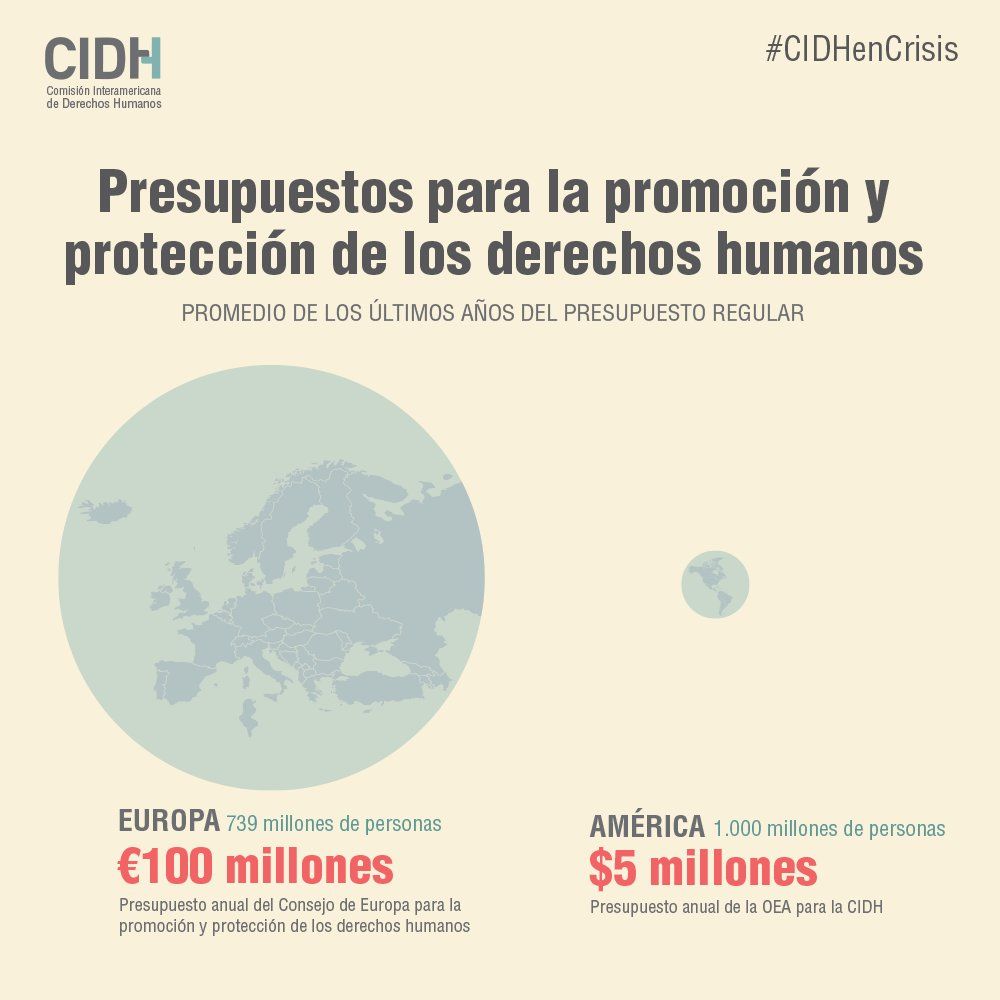 CIDH
Comisión Interamericana
de Derechos Humanos
#CIDHenCrisis
Presupuestos para la promoción y
protección de los derechos humanos
PROMEDIO DE LOS ÚLTIMOS AÑOS DEL PRESUPUESTO REGULAR
EUROPA 739 millones de personas
€100 millones
Presupuesto anual del Consejo de Europa para la
promoción y protección de los derechos humanos
AMÉRICA 1.000 millones de personas
$5 millones
Presupuesto anual de la OEA para la CIDH